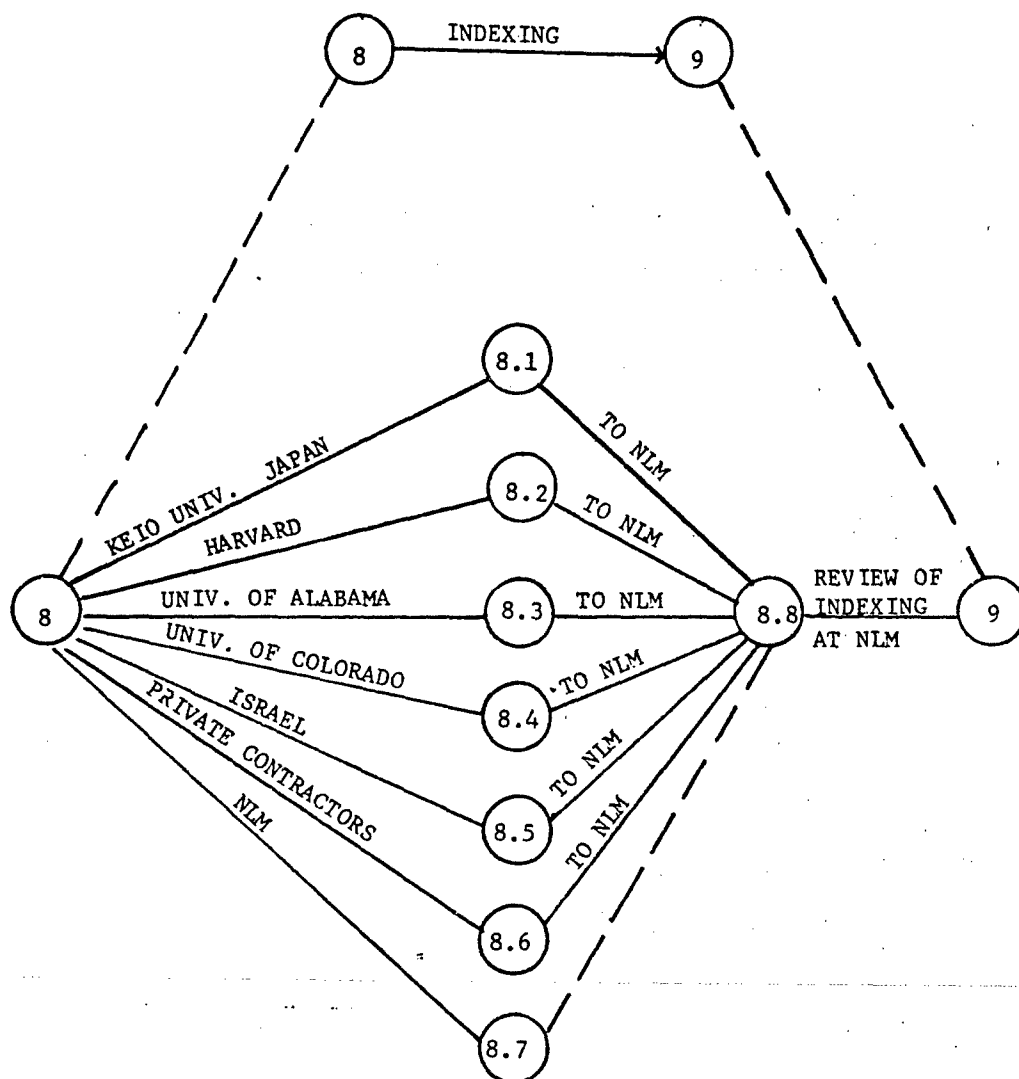 INDEXING
8
9
8.1
KEIO UNIV. JAPAN
TO NLM
8.2
HARVARD
TO NLM
8
UNIV. OF ALABAMA
8.3
TO NLM
8.8
REVIEW OF
INDEXING
AT NLM
9
UNIV. OF COLORADO
8.4
TO NLM
ISRAEL
8.5
TO NLM
PRIVATE CONTRACTORS
8.6
TO NLM
NLM
8.7